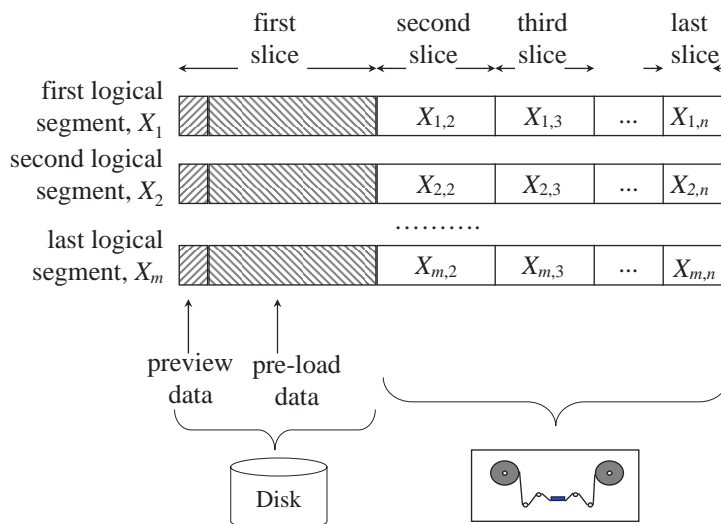 first slice
second slice
third slice
last slice
first logical segment, X1
X1,2
X1,3
...
X1,n
second logical segment, X2
X2,2
X2,3
...
X2,n
..........
last logical segment, Xm
Xm,2
Xm,3
...
Xm,n
preview data
pre-load data
Disk